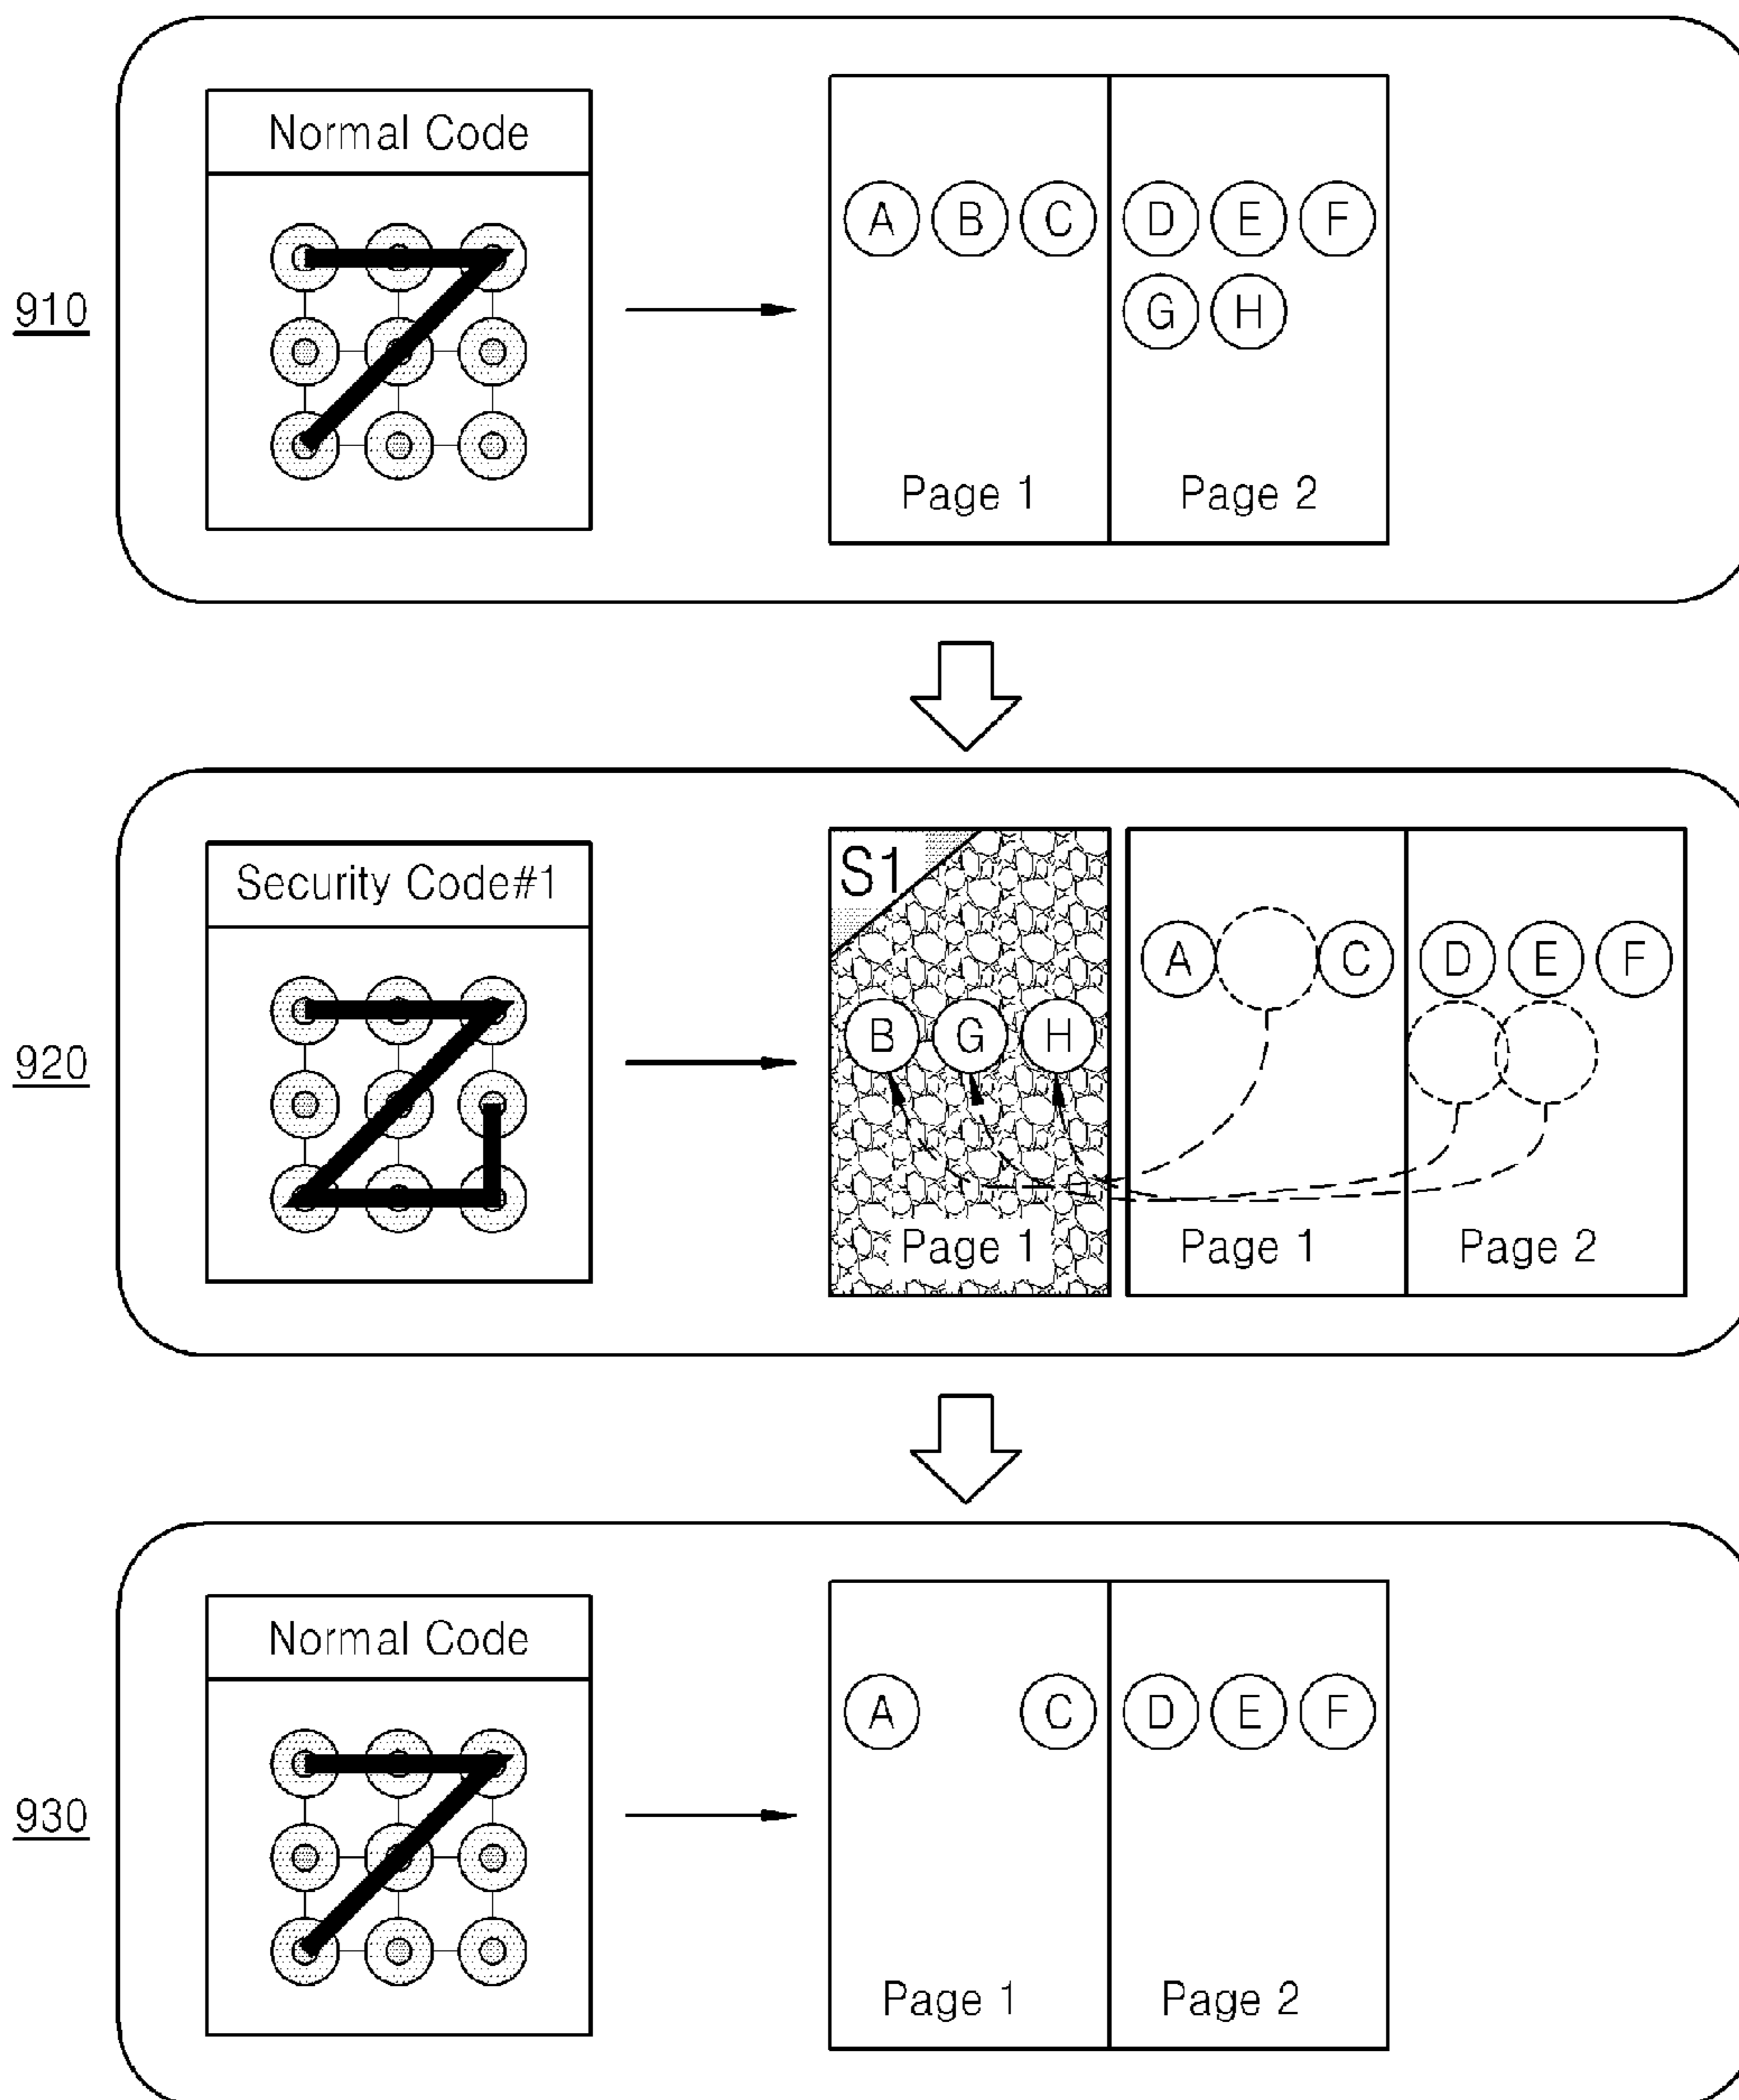 Normal Code
A B C D E F
910
G H
Page 1 Page 2
Security Code#1
S1
A C D E F
920
B G H
Page 1 Page 1 Page 2
Normal Code
A C D E F
930
Page 1 Page 2